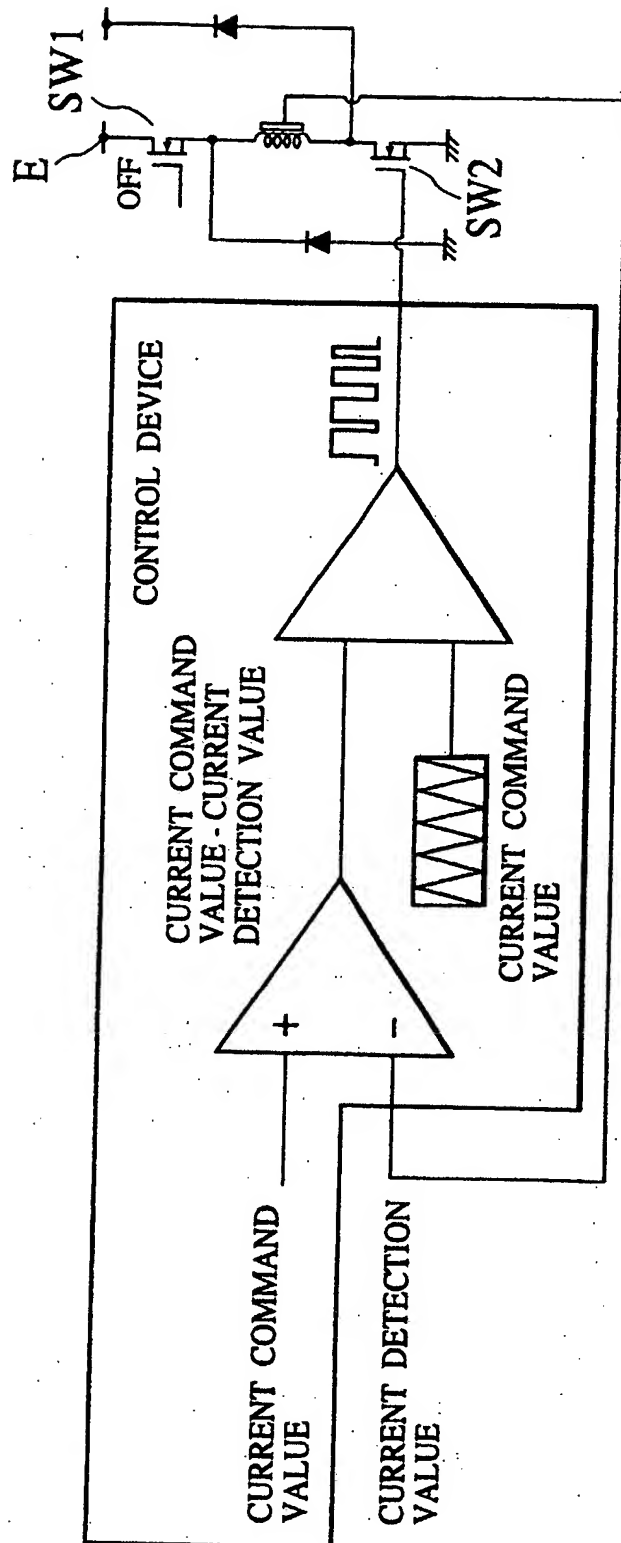 CONTROL DEVICE
CURRENT COMMAND
VALUE
CURRENT DETECTION
VALUE
+
-
CURRENT COMMAND
VALUE - CURRENT
DETECTION VALUE
CURRENT COMMAND
VALUE
E
SW1
OFF
SW2